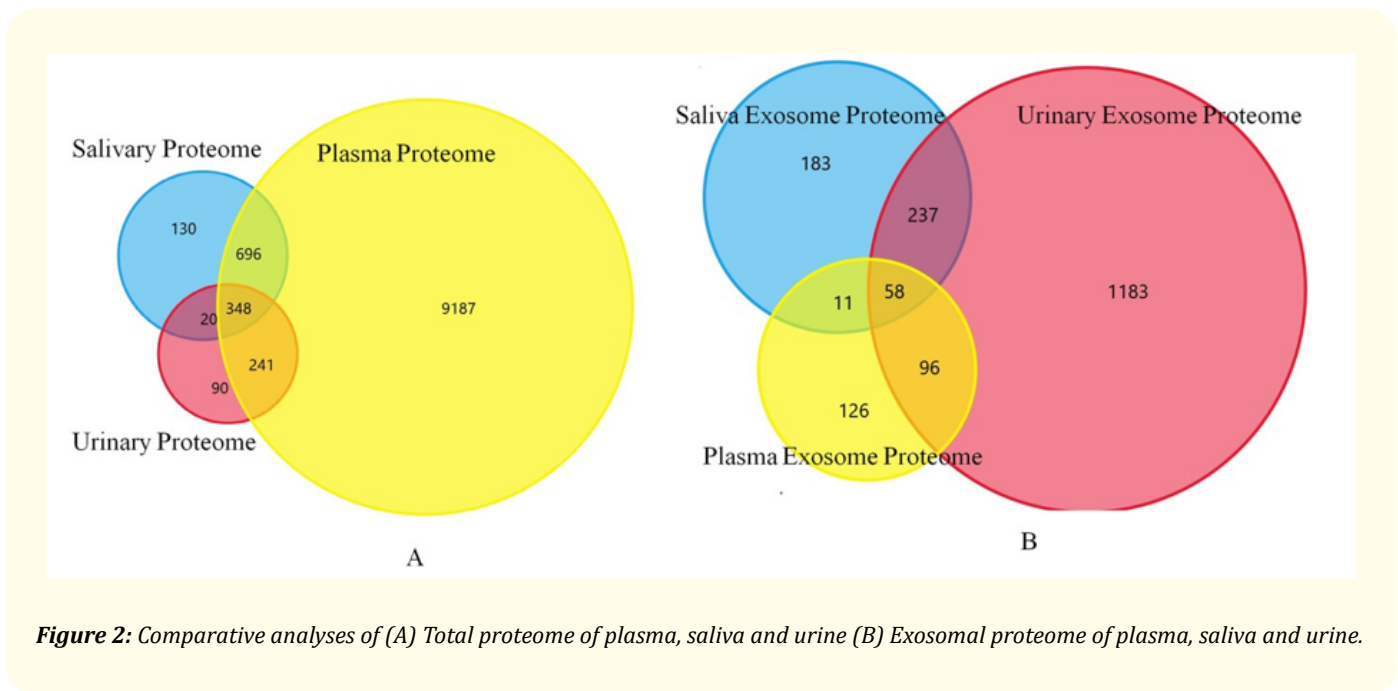 Salivary Proteome
Plasma Proteome
130
696
348
20
9187
241
90
Urinary Proteome
A
Saliva Exosome Proteome
Urinary Exosome Proteome
183
237
11
58
1183
96
126
Plasma Exosome Proteome
B
Figure 2: Comparative analyses of (A) Total proteome of plasma, saliva and urine (B) Exosomal proteome of plasma, saliva and urine.